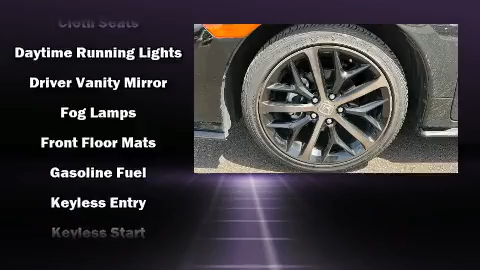 Cloth Seats
Daytime Running Lights
Driver Vanity Mirror
Fog Lamps
Front Floor Mats
Gasoline Fuel
Keyless Entry
Keyless Start